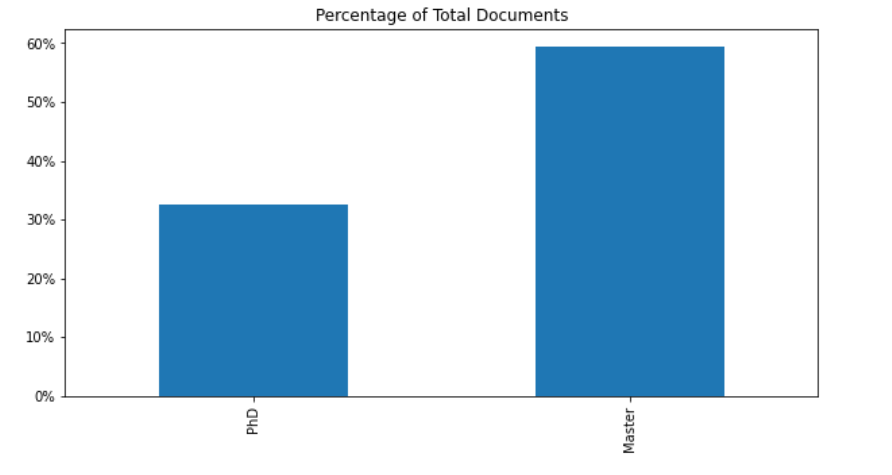 Percentage of Total Documents
60%
50%
40%
30%
20%
10%
0%
PhD
Master